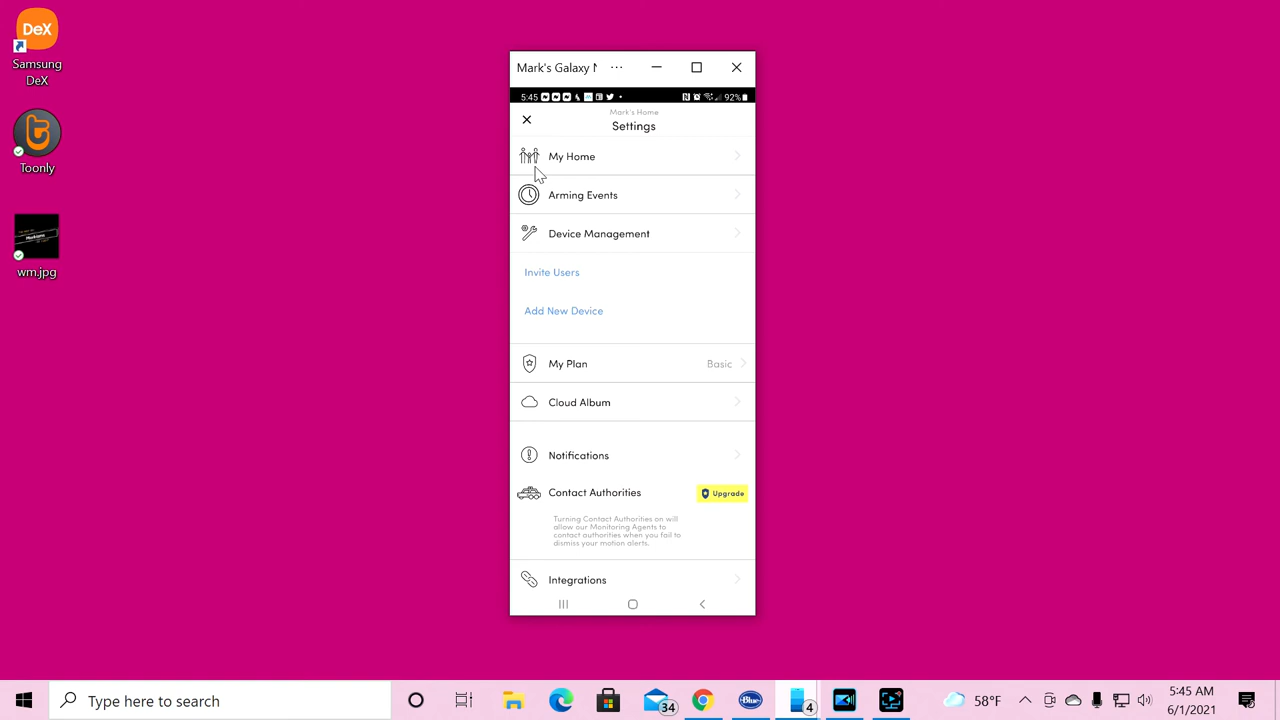 DeX
Samsung
DeX
Toonly
wm.jpg
Mark's Galaxy N
5:45
92%
Mark's Home
Settings
My Home
Arming Events
Device Management
Invite Users
Add New Device
My Plan
Basic
Cloud Album
Notifications
Contact Authorities
Upgrade
Turning Contact Authorities on will
allow our Monitoring Agents to
contact authorities when you fail to
dismiss your motion alerts.
Integrations
Type here to search
34
Blue
4
58°F
5:45 AM
6/1/2021